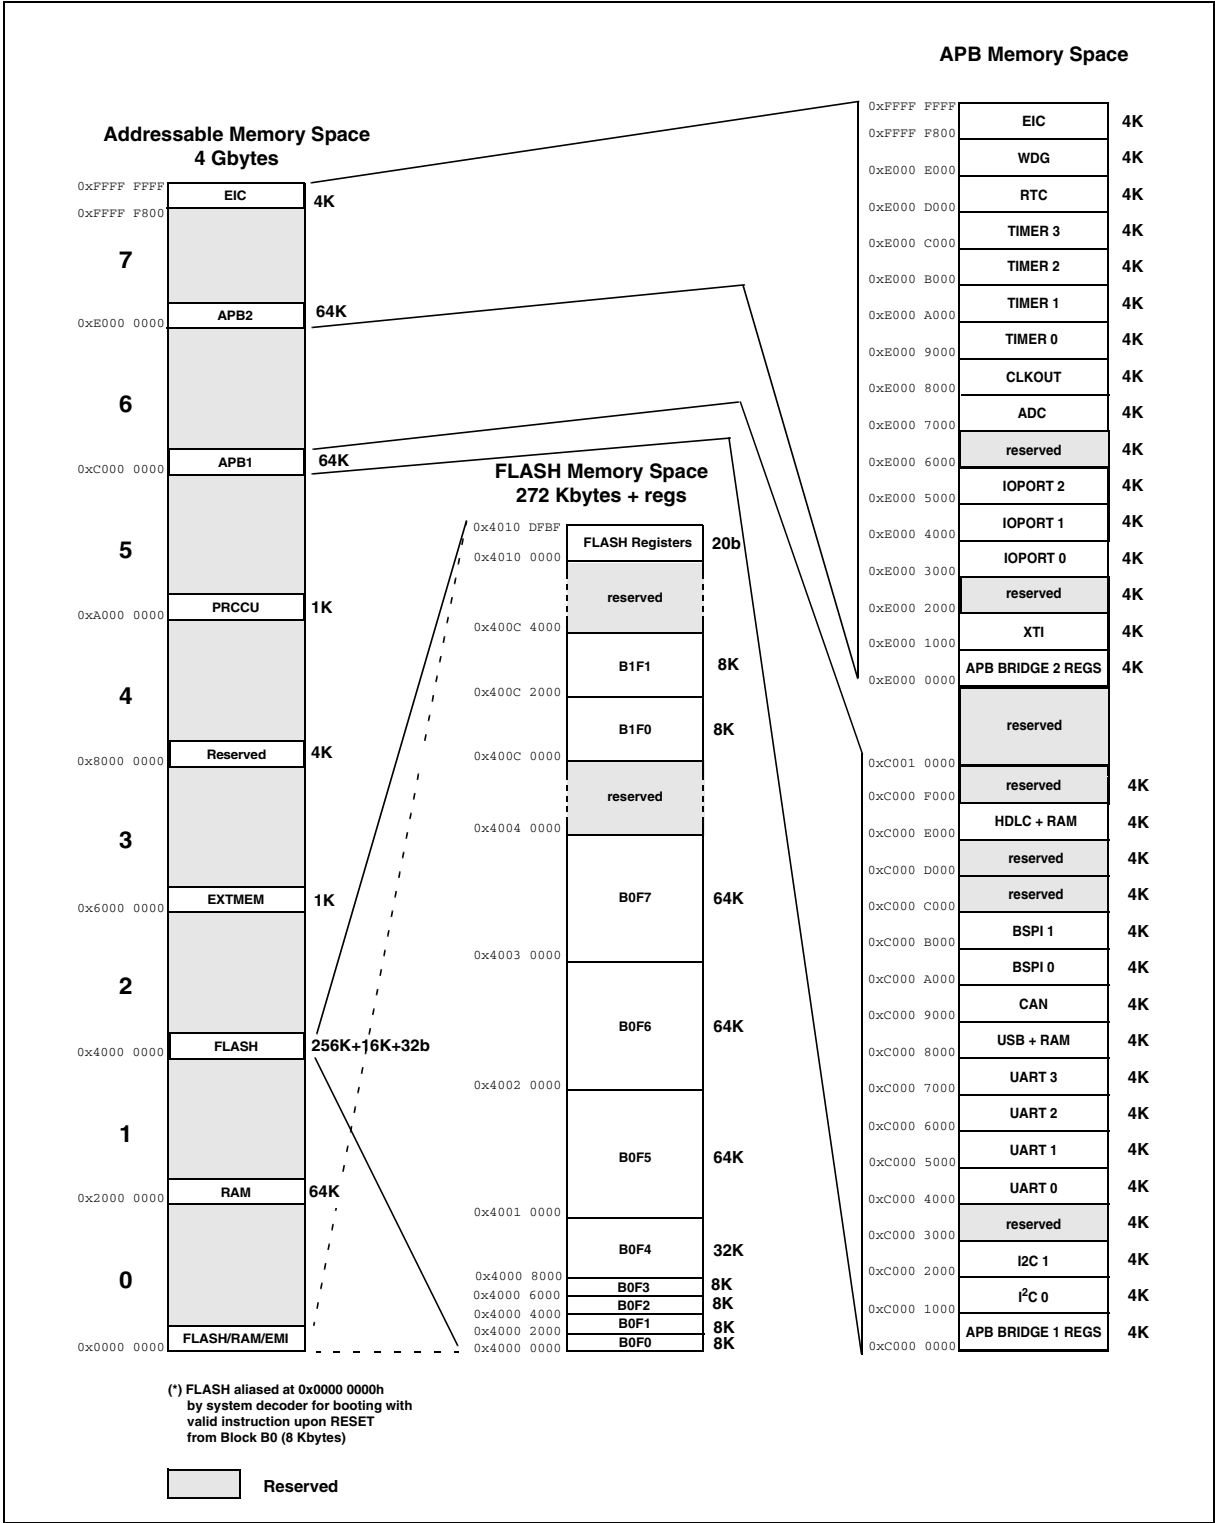 APB Memory Space
Addressable Memory Space
4 Gbytes
0xFFFF FFFF
EIC
4K
0xFFFF F800
7
APB2
64K
0xE000 0000
6
APB1
64K
0xC000 0000
5
PRCCU
1K
0xA000 0000
4
Reserved
4K
0x8000 0000
3
EXTMEM
1K
0x6000 0000
2
FLASH
256K+16K+32b
0x4000 0000
1
RAM
64K
0x2000 0000
0
FLASH/RAM/EMI
0x0000 0000
(*) FLASH aliased at 0x0000 0000h
by system decoder for booting with
valid instruction upon RESET
from Block B0 (8 Kbytes)
Reserved
FLASH Memory Space
272 Kbytes + regs
0x4010 DFBF
FLASH Registers
20b
0x4010 0000
reserved
0x400C 4000
B1F1
8K
0x400C 2000
B1F0
8K
0x400C 0000
reserved
0x4004 0000
B0F7
64K
0x4003 0000
B0F6
64K
0x4002 0000
B0F5
64K
0x4001 0000
B0F4
32K
0x4000 8000
B0F3
8K
0x4000 6000
B0F2
8K
0x4000 4000
B0F1
8K
0x4000 2000
B0F0
8K
0x4000 0000
0xFFFF FFFF
EIC
4K
0xFFFF F800
WDG
4K
0xE000 E000
RTC
4K
0xE000 D000
TIMER 3
4K
0xE000 C000
TIMER 2
4K
0xE000 B000
TIMER 1
4K
0xE000 A000
TIMER 0
4K
0xE000 9000
CLKOUT
4K
0xE000 8000
ADC
4K
0xE000 7000
reserved
4K
0xE000 6000
IOPORT 2
4K
0xE000 5000
IOPORT 1
4K
0xE000 4000
IOPORT 0
4K
0xE000 3000
reserved
4K
0xE000 2000
XTI
4K
0xE000 1000
APB BRIDGE 2 REGS
4K
0xE000 0000
reserved
0xC001 0000
reserved
4K
0xC000 F000
HDLC + RAM
4K
0xC000 E000
reserved
4K
0xC000 D000
reserved
4K
0xC000 C000
BSPI 1
4K
0xC000 B000
BSPI 0
4K
0xC000 A000
CAN
4K
0xC000 9000
USB + RAM
4K
0xC000 8000
UART 3
4K
0xC000 7000
UART 2
4K
0xC000 6000
UART 1
4K
0xC000 5000
UART 0
4K
0xC000 4000
reserved
4K
0xC000 3000
I2C 1
4K
0xC000 2000
I²C 0
4K
0xC000 1000
APB BRIDGE 1 REGS
4K
0xC000 0000